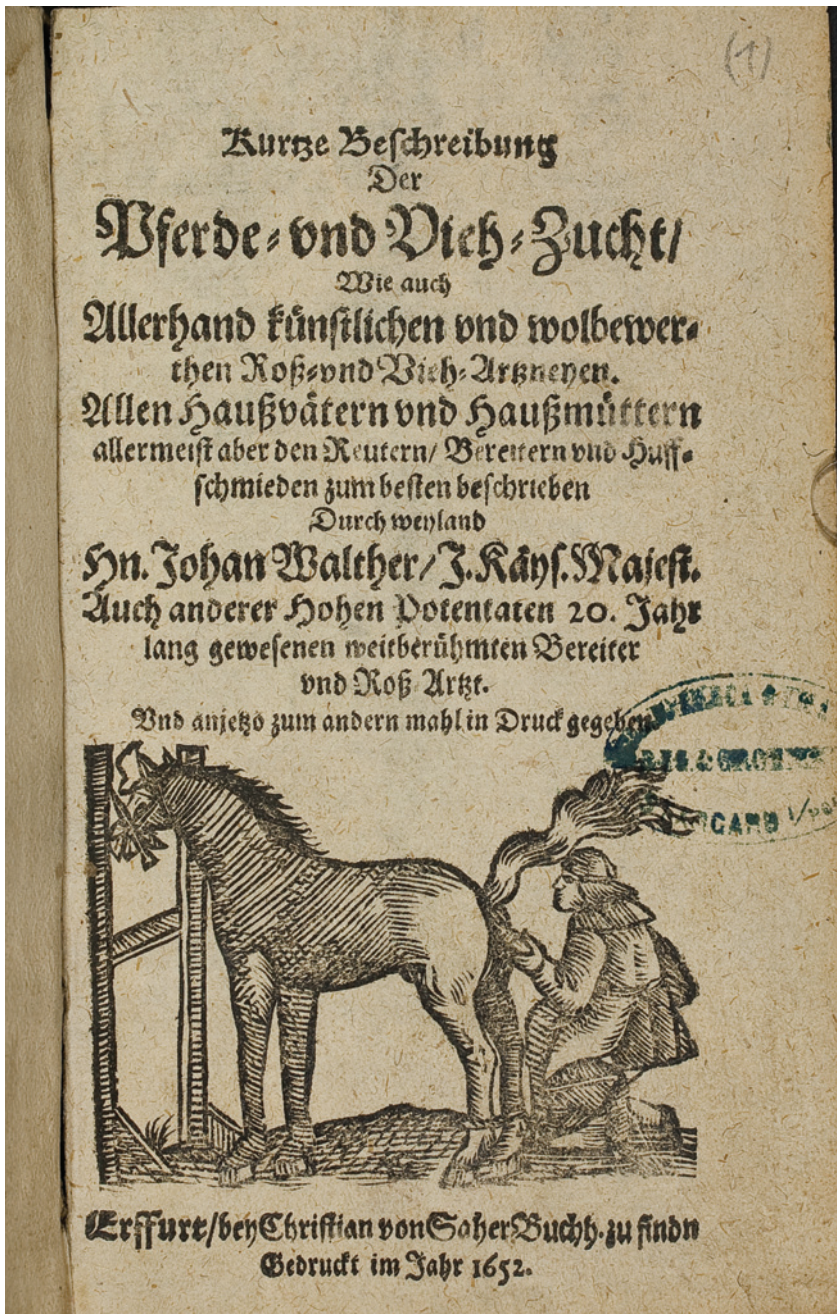 (1)
Kurtze Beschreibung
Der
Pferde- vnd Vieh-Zucht/
Wie auch
Allerhand künstlichen vnd wolbewer-
then Roß-vnd Vieh-Artzneyen.
Allen Haußvätern vnd Haußmüttern
allermeist aber den Reutern/ Bereitern vnd Huff-
schmieden zum besten beschrieben
Durch weyland
Hn. Johan Walther/ J. Käys. Majest.
Auch anderer Hohen Potentaten 20. Jahr
lang gewesenen weitberühmten Bereiter
vnd Roß Artzt.
Vnd anjetzo zum andern mahl in Druck gegeben
Erffurt/ bey Christian von Saher Buchh. zu findn
Gedruckt im Jahr 1652.